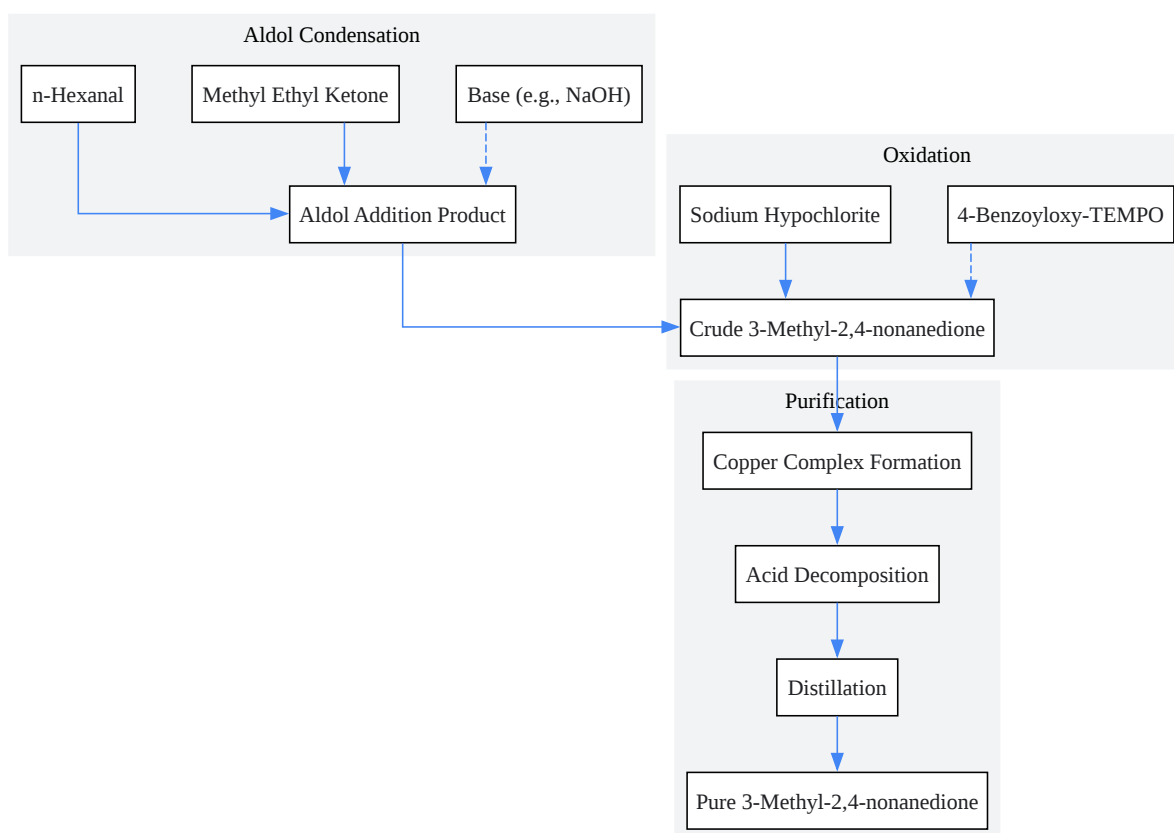 Aldol Condensation
n-Hexanal
Methyl Ethyl Ketone
Base (e.g., NaOH)
Aldol Addition Product
Oxidation
Sodium Hypochlorite
4-Benzoyloxy-TEMPO
Crude 3-Methyl-2,4-nonanedione
Purification
Copper Complex Formation
Acid Decomposition
Distillation
Pure 3-Methyl-2,4-nonanedione